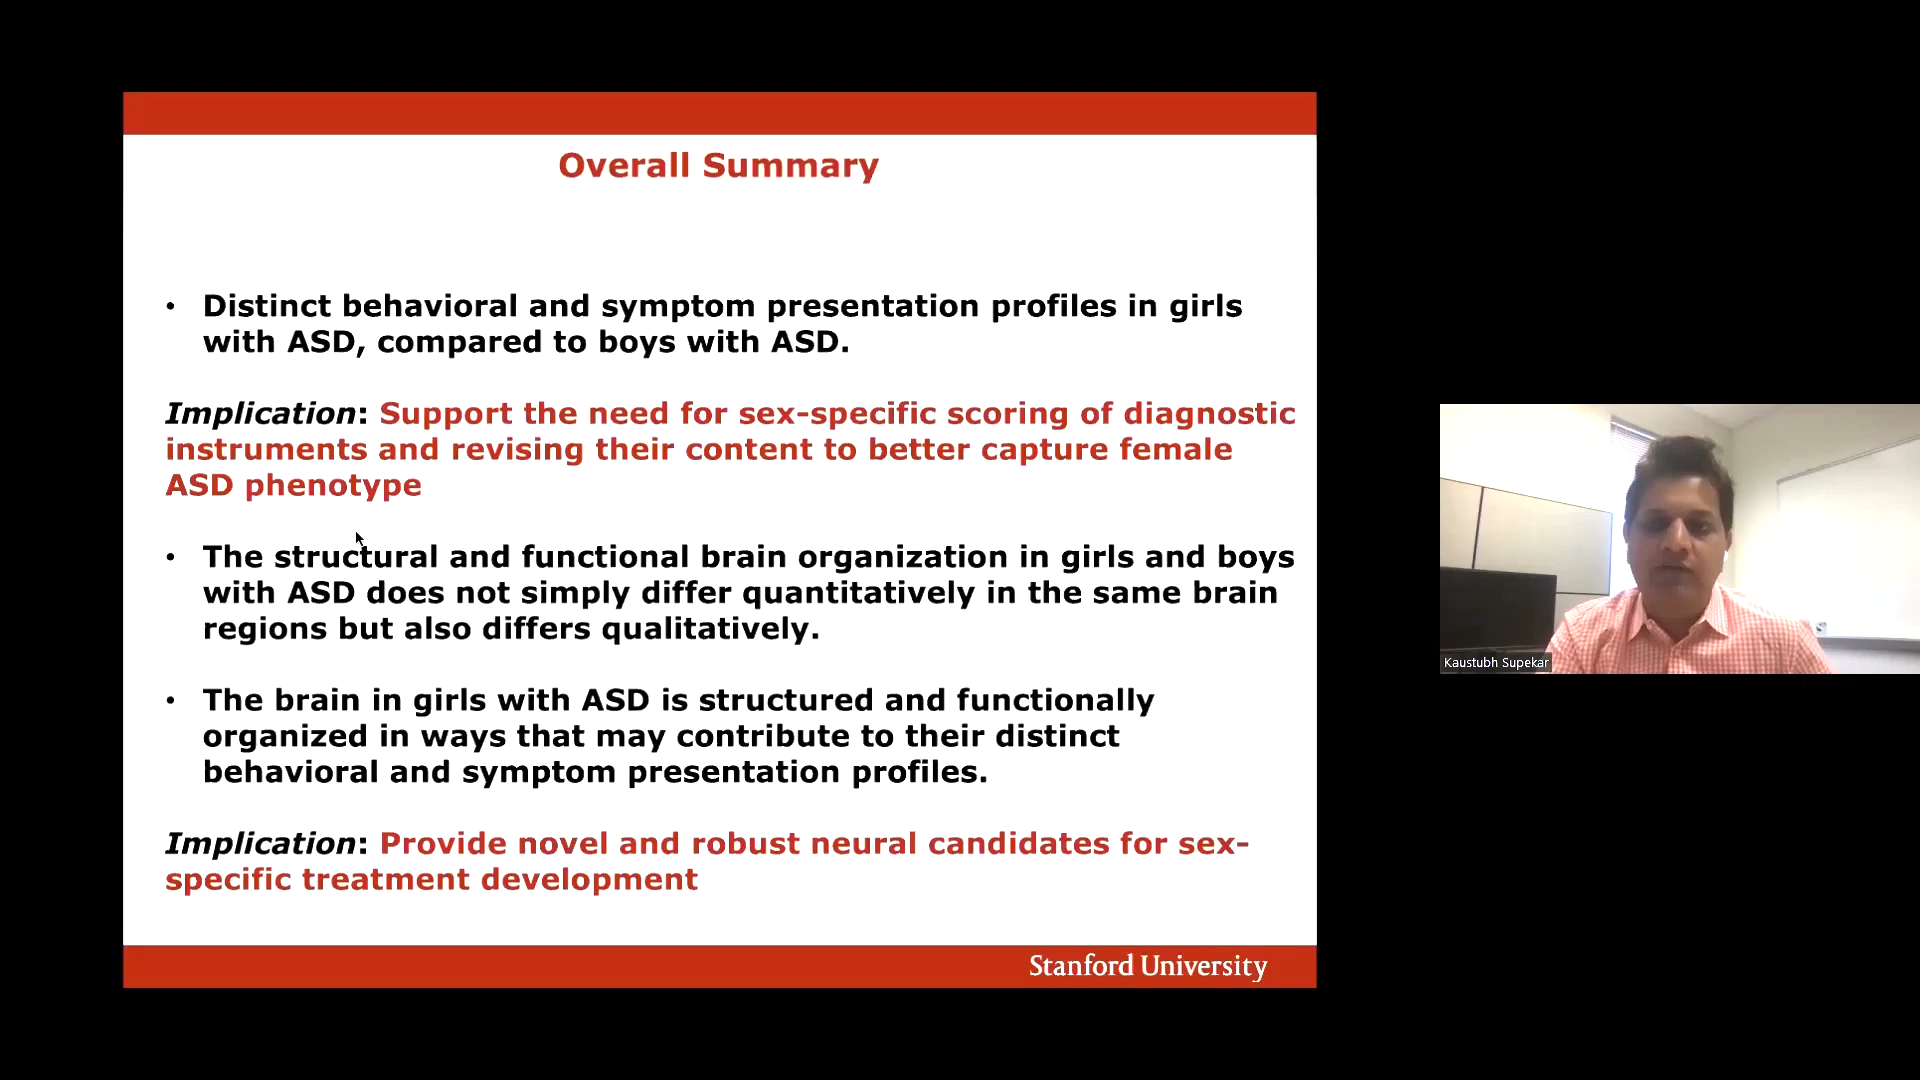 Overall Summary
• Distinct behavioral and symptom presentation profiles in girls
with ASD, compared to boys with ASD.
Implication: Support the need for sex-specific scoring of diagnostic
instruments and revising their content to better capture female
ASD phenotype
• The structural and functional brain organization in girls and boys
with ASD does not simply differ quantitatively in the same brain
regions but also differs qualitatively.
• The brain in girls with ASD is structured and functionally
organized in ways that may contribute to their distinct
behavioral and symptom presentation profiles.
Implication: Provide novel and robust neural candidates for sex-
specific treatment development
Stanford University
Kaustubh Supekar